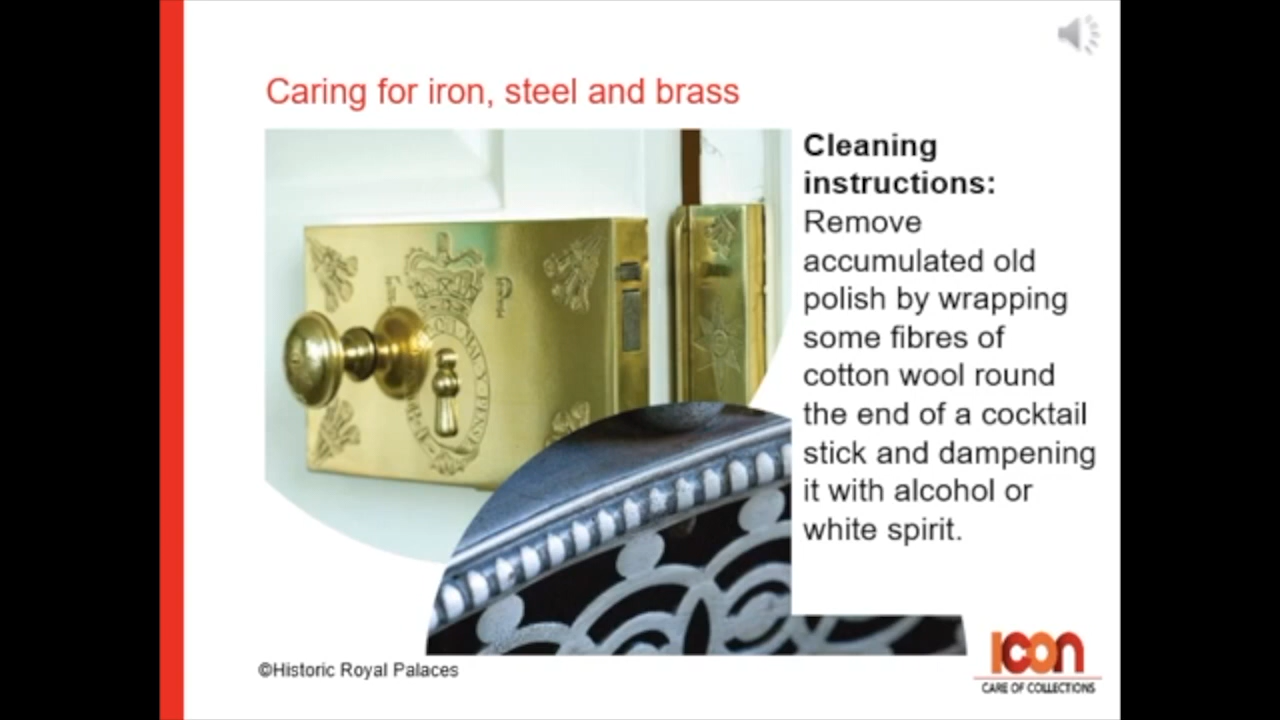 Caring for iron, steel and brass
Cleaning
instructions:
Remove
accumulated old
polish by wrapping
some fibres of
cotton wool round
the end of a cocktail
stick and dampening
it with alcohol or
white spirit.
©Historic Royal Palaces
icon
CARE OF COLLECTIONS